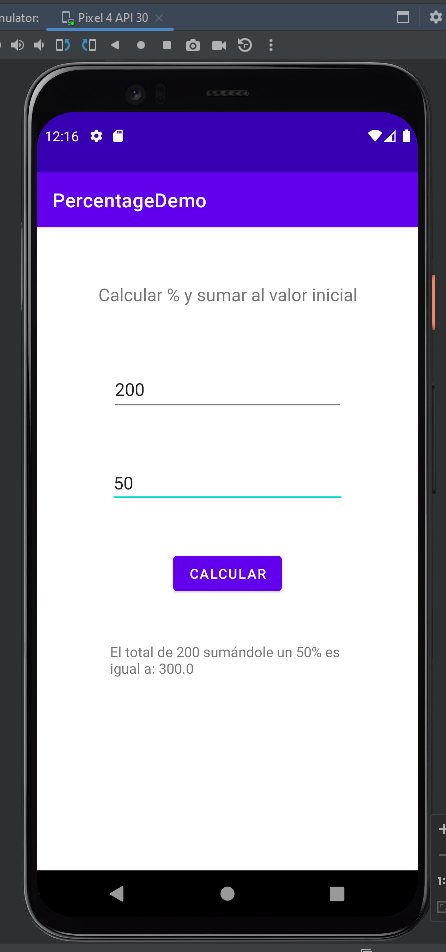 nulator:
Pixel 4 API 30
12:16
PercentageDemo
Calcular % y sumar al valor inicial
200
50
CALCULAR
El total de 200 sumándole un 50% es
igual a: 300.0
1: